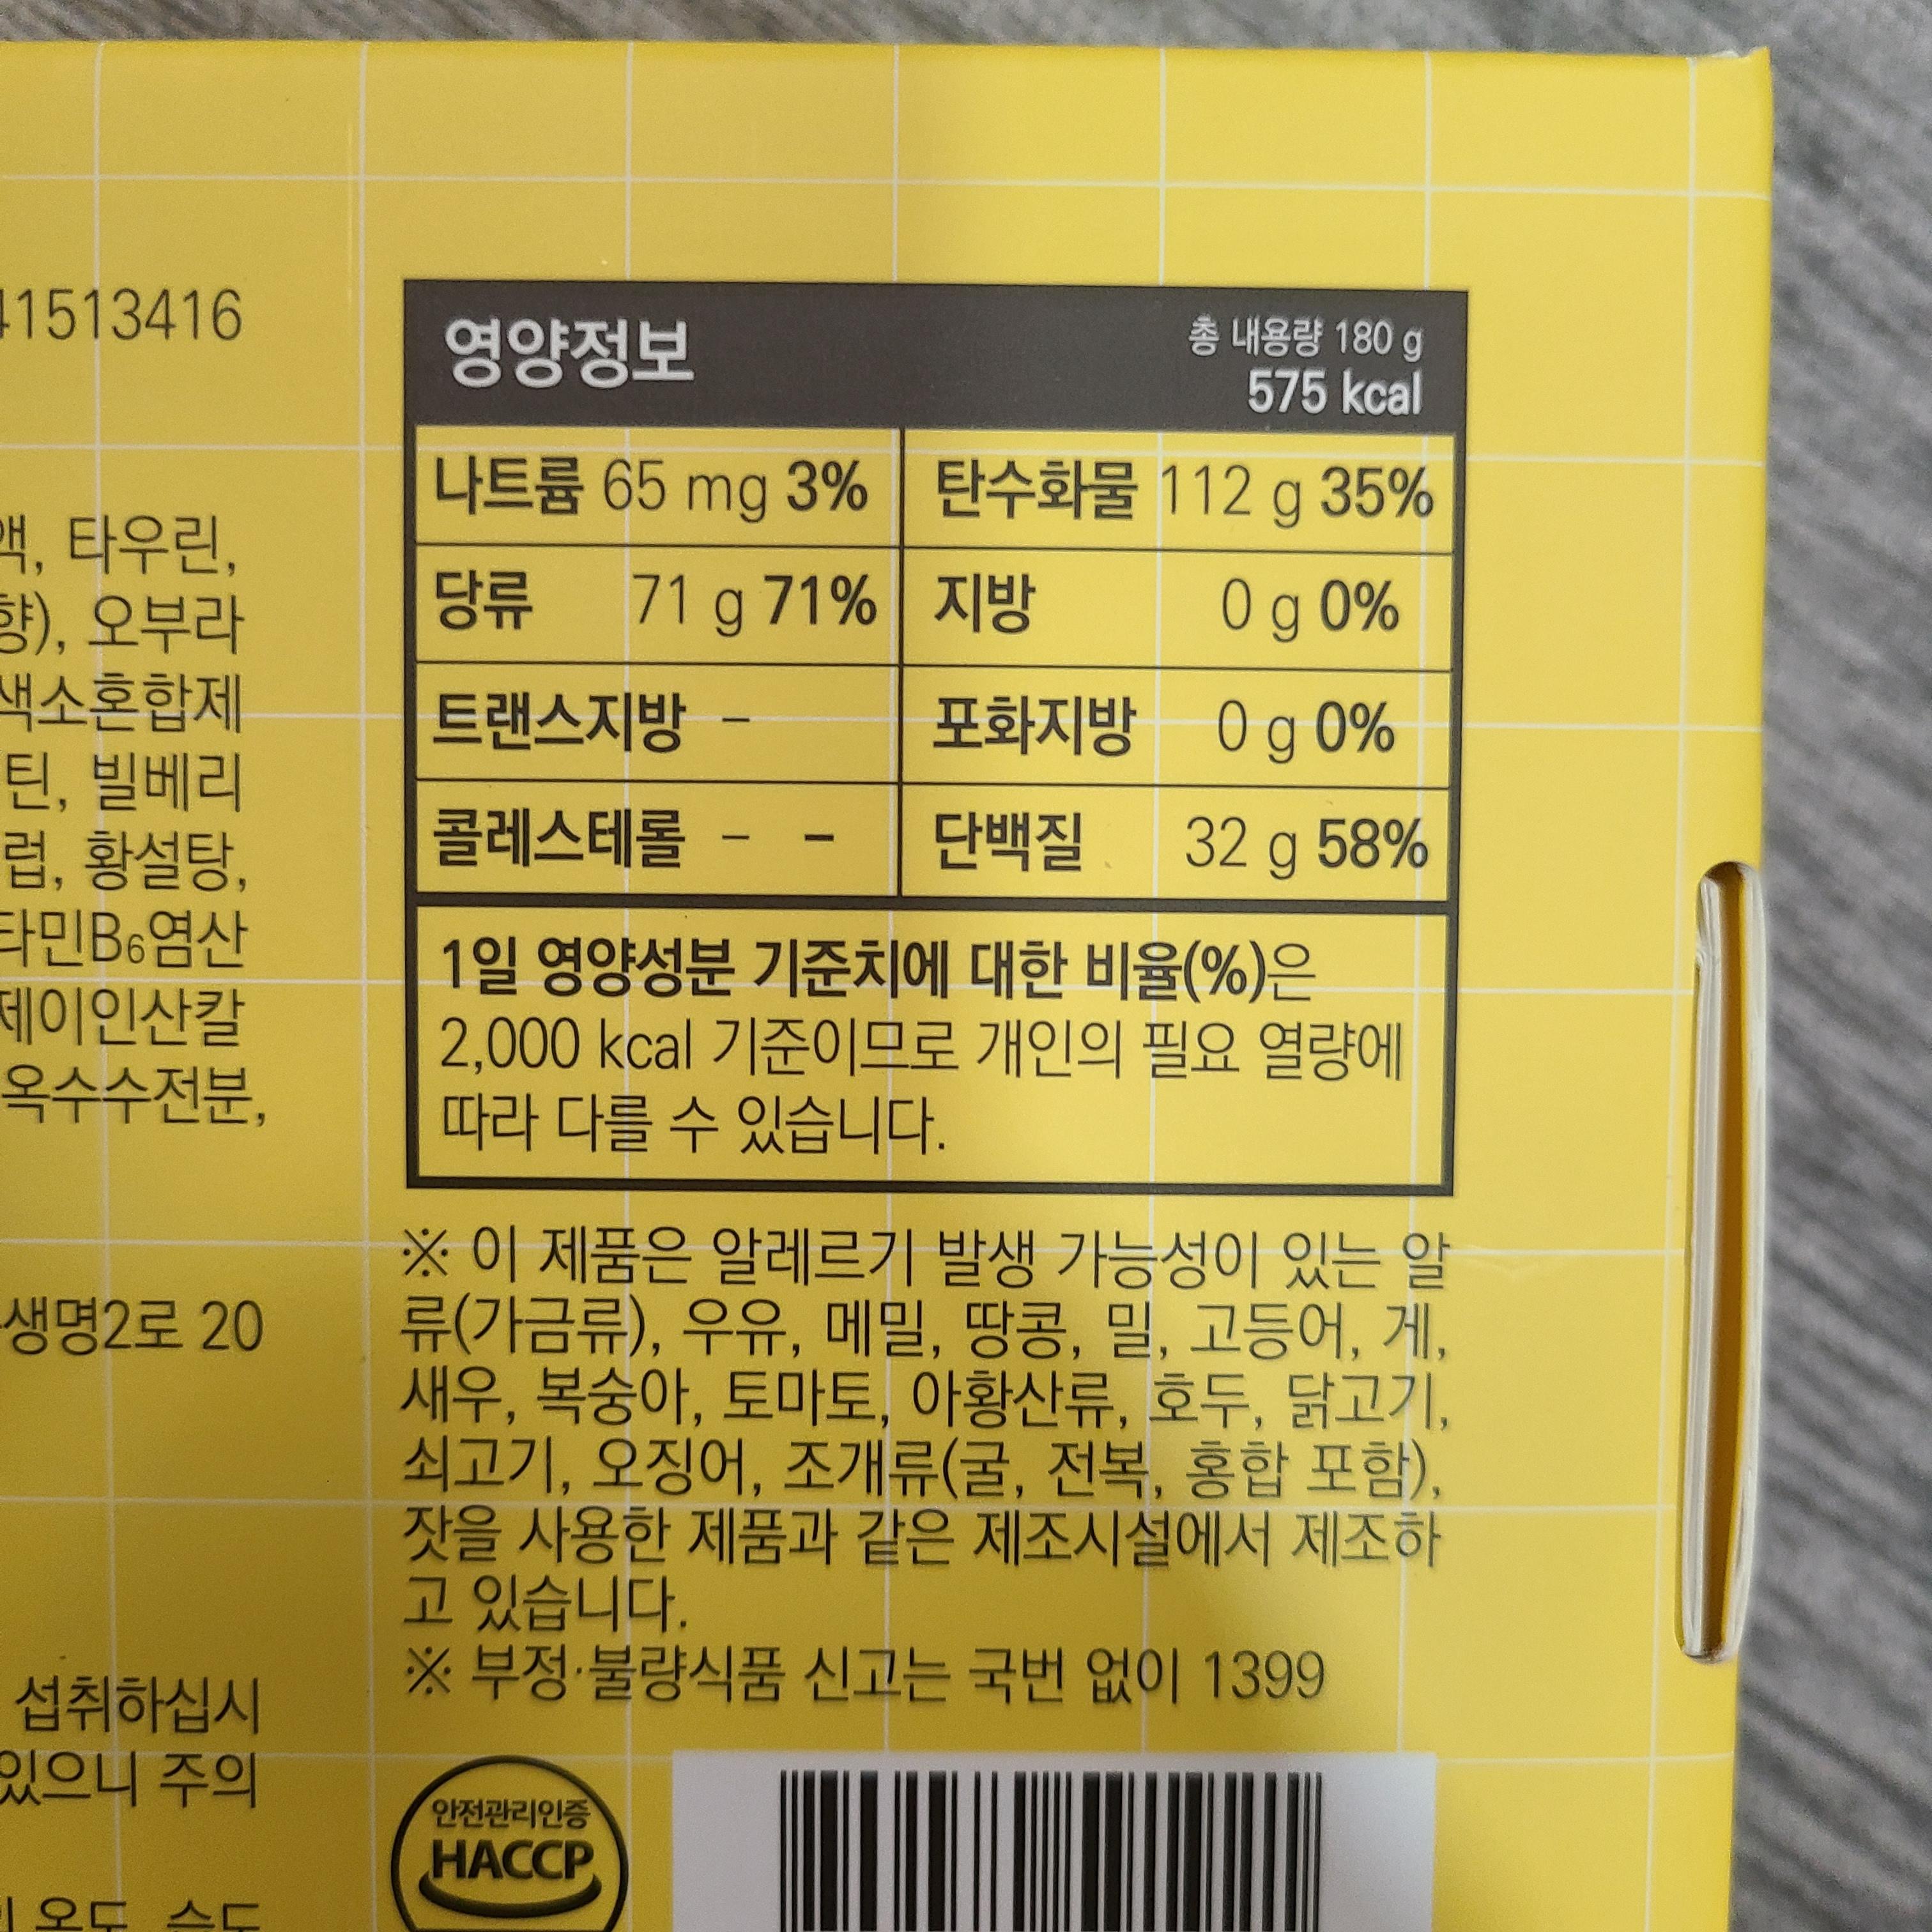 41513416
타우린,
향), 오부라
색소혼합제
틴, 빌베리
럽, 황설탕,
타민B₆염산
제이인산칼
옥수수전분,
생명2로 20
섭취하십시
있으니 주의
영양정보
총 내용량 180 g
575 kcal
나트륨 65 mg 3% 탄수화물 112 g 35%
당류 71 g 71% 지방 0 g 0%
트랜스지방 - 포화지방 0 g 0%
콜레스테롤 - - 단백질 32 g 58%
1일 영양성분 기준치에 대한 비율(%)은
2,000 kcal 기준이므로 개인의 필요 열량에
따라 다를 수 있습니다.
※ 이 제품은 알레르기 발생 가능성이 있는 알
류(가금류), 우유, 메밀, 땅콩, 밀, 고등어, 게,
새우, 복숭아, 토마토, 아황산류, 호두, 닭고기,
쇠고기, 오징어, 조개류(굴, 전복, 홍합 포함),
잣을 사용한 제품과 같은 제조시설에서 제조하
고 있습니다.
※ 부정·불량식품 신고는 국번 없이 1399
안전관리인증
HACCP